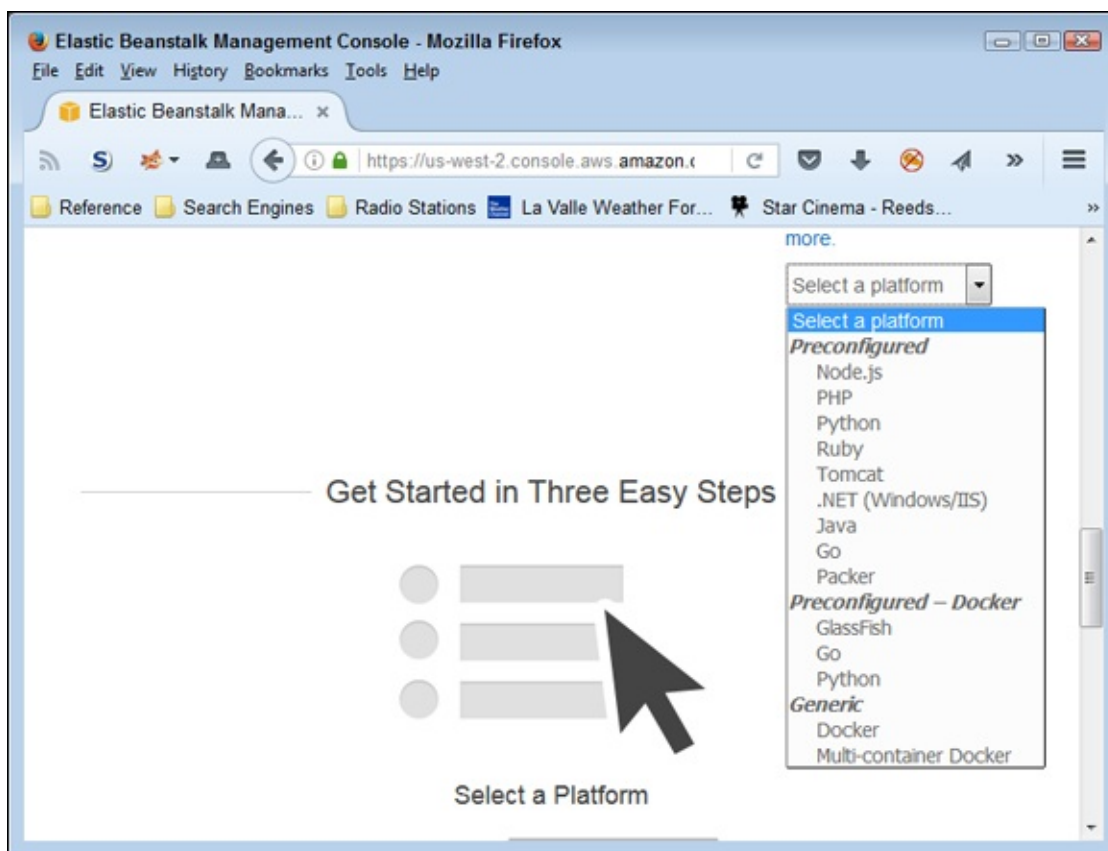 Elastic Beanstalk Management Console - Mozilla Firefox
File Edit View History Bookmarks Tools Help
Elastic Beanstalk Mana... ×
S) https://us-west-2.console.aws.amazon.c »
Reference Search Engines Radio Stations La Valle Weather For... Star Cinema - Reeds... »
more.
Select a platform
Select a platform
Preconfigured
Node.js
PHP
Python
Ruby
Tomcat
.NET (Windows/IIS)
Java
Go
Packer
Preconfigured – Docker
GlassFish
Go
Python
Generic
Docker
Multi-container Docker
Get Started in Three Easy Steps
Select a Platform